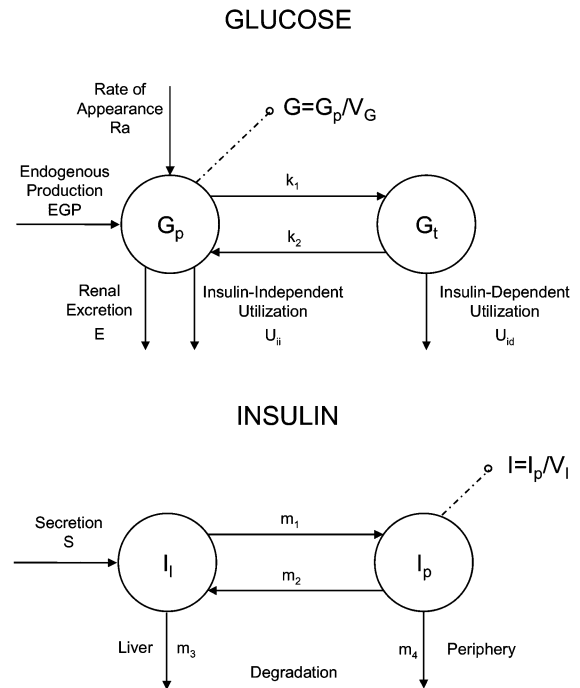 GLUCOSE
Rate of
Appearance
Ra
G=Gp/VG
Endogenous
Production
EGP
k1
Gp
Gt
k2
Renal
Excretion
E
Insulin-Independent
Utilization
Uii
Insulin-Dependent
Utilization
Uid
INSULIN
I=Ip/VI
Secretion
S
m1
Il
Ip
m2
Liver
m3
m4
Periphery
Degradation